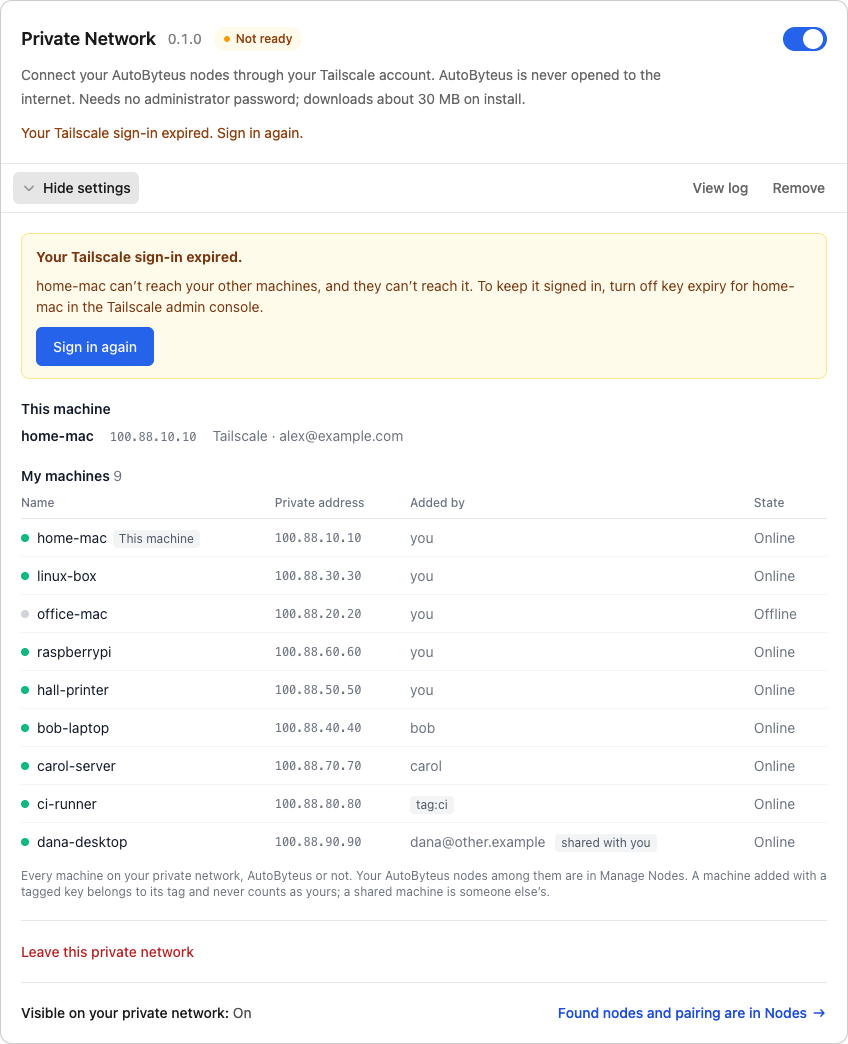 Private Network 0.1.0 Not ready
Connect your AutoByteus nodes through your Tailscale account. AutoByteus is never opened to the
internet. Needs no administrator password; downloads about 30 MB on install.
Your Tailscale sign-in expired. Sign in again.
Hide settings View log Remove
Your Tailscale sign-in expired.
home-mac can’t reach your other machines, and they can’t reach it. To keep it signed in, turn off key expiry for home-
mac in the Tailscale admin console.
Sign in again
This machine
home-mac 100.88.10.10 Tailscale · alex@example.com
My machines 9
Name Private address Added by State
home-mac This machine 100.88.10.10 you Online
linux-box 100.88.30.30 you Online
office-mac 100.88.20.20 you Offline
raspberrypi 100.88.60.60 you Online
hall-printer 100.88.50.50 you Online
bob-laptop 100.88.40.40 bob Online
carol-server 100.88.70.70 carol Online
ci-runner 100.88.80.80 tag:ci Online
dana-desktop 100.88.90.90 dana@other.example shared with you Online
Every machine on your private network, AutoByteus or not. Your AutoByteus nodes among them are in Manage Nodes. A machine added with a
tagged key belongs to its tag and never counts as yours; a shared machine is someone else’s.
Leave this private network
Visible on your private network: On Found nodes and pairing are in Nodes →